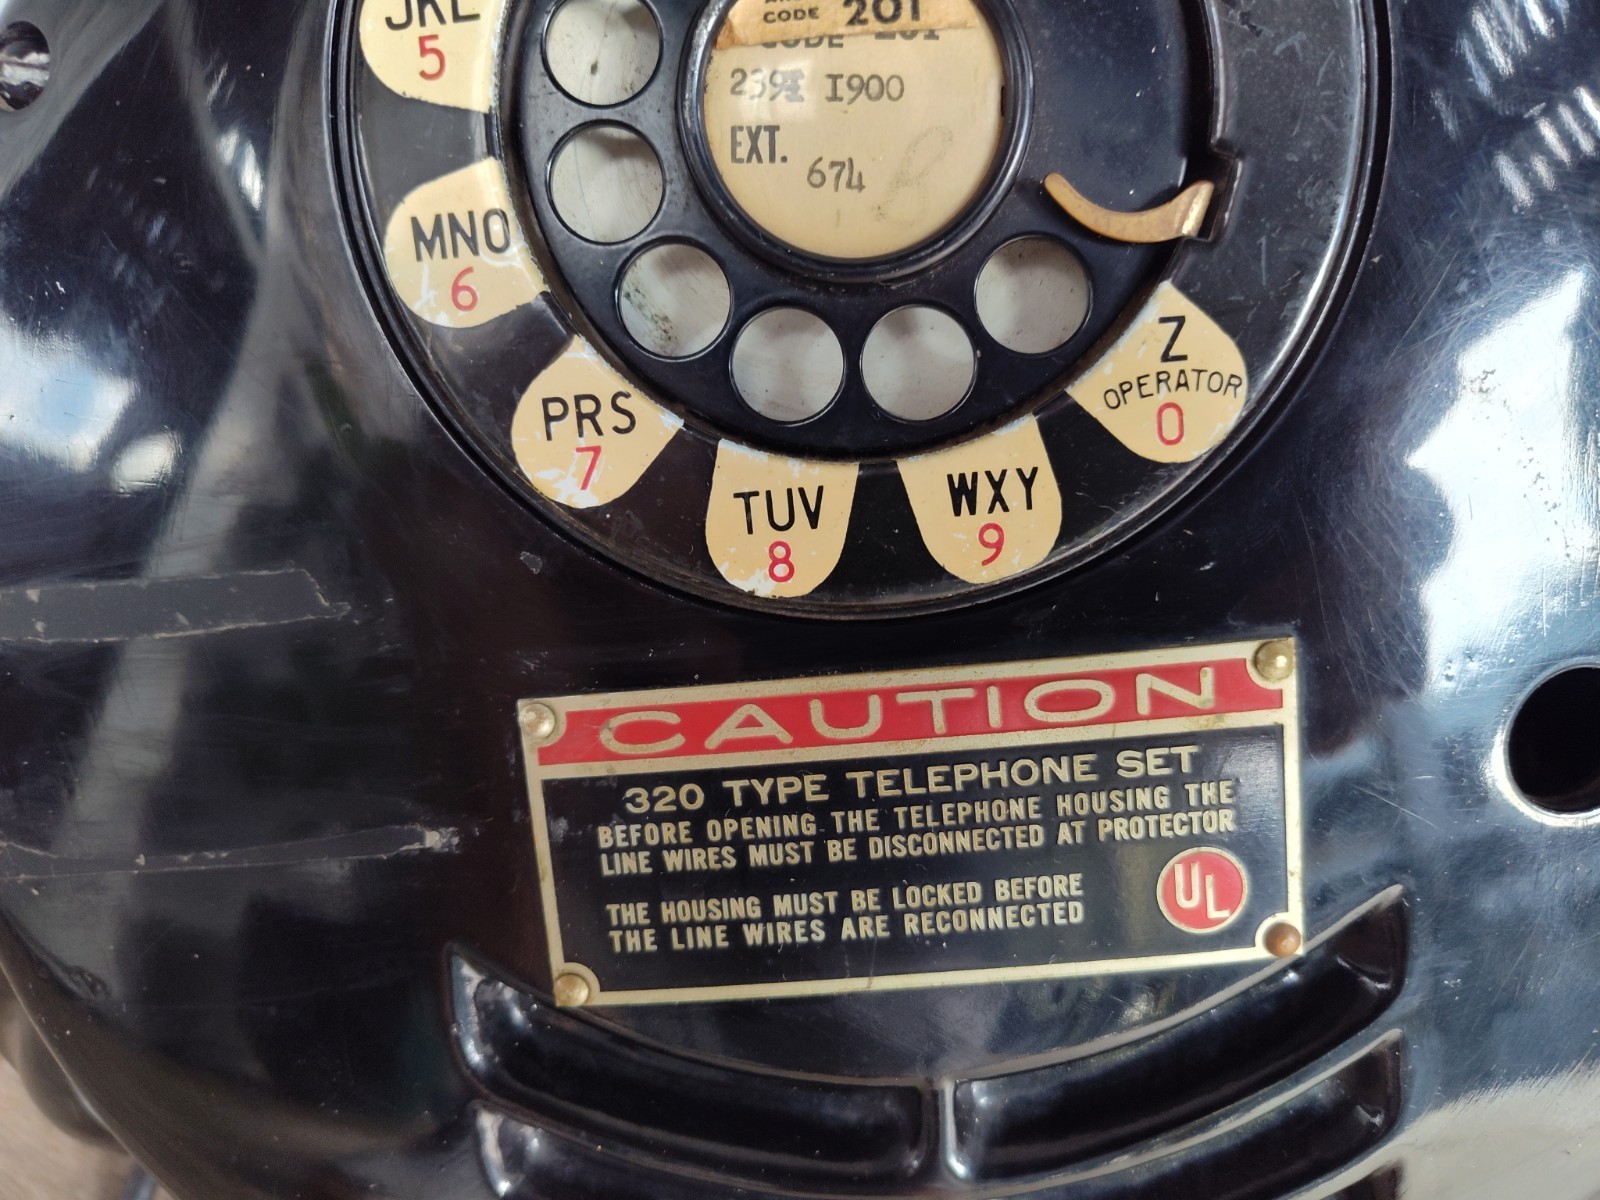 JKL
5
CODE 201
CODE 201
I900
EXT.
674
MNO
6
PRS
7
TUV
8
WXY
9
Z
OPERATOR
0
CAUTION
320 TYPE TELEPHONE SET
BEFORE OPENING THE TELEPHONE HOUSING THE
LINE WIRES MUST BE DISCONNECTED AT PROTECTOR
THE HOUSING MUST BE LOCKED BEFORE
THE LINE WIRES ARE RECONNECTED
UL